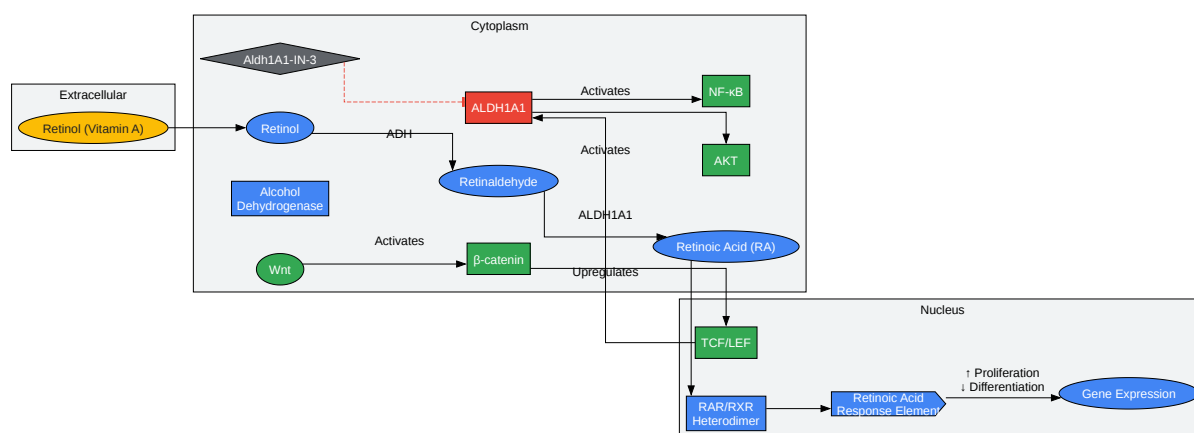 Cytoplasm
Aldh1A1-IN-3
Extracellular
Retinol (Vitamin A)
Retinol
ADH
ALDH1A1
Activates
NF-κB
Activates
AKT
Retinaldehyde
Alcohol
Dehydrogenase
ALDH1A1
Retinoic Acid (RA)
Wnt
Activates
β-catenin
Upregulates
Nucleus
TCF/LEF
RAR/RXR
Heterodimer
Retinoic Acid
Response Element
↑ Proliferation
↓ Differentiation
Gene Expression